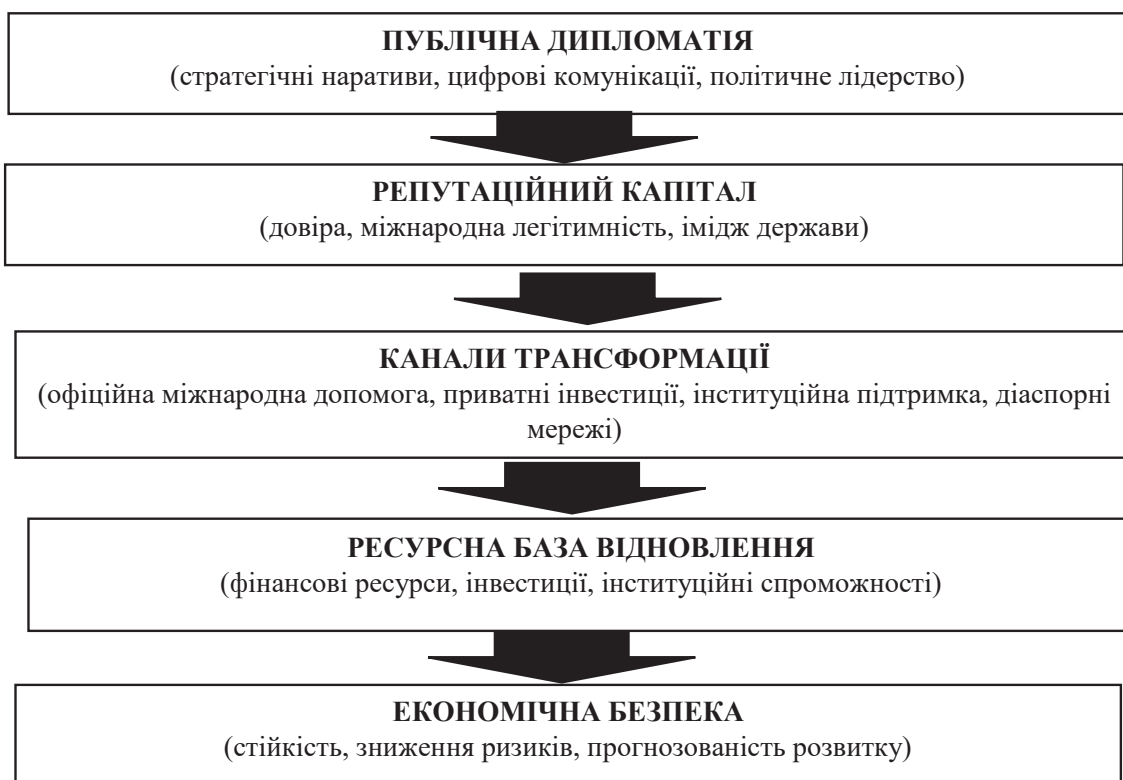 ПУБЛІЧНА ДИПЛОМАТІЯ
(стратегічні наративи, цифрові комунікації, політичне лідерство)
РЕПУТАЦІЙНИЙ КАПІТАЛ
(довіра, міжнародна легітимність, імідж держави)
КАНАЛИ ТРАНСФОРМАЦІЇ
(офіційна міжнародна допомога, приватні інвестиції, інституційна підтримка, діаспорні
мережі)
РЕСУРСНА БАЗА ВІДНОВЛЕННЯ
(фінансові ресурси, інвестиції, інституційні спроможності)
ЕКОНОМІЧНА БЕЗПЕКА
(стійкість, зниження ризиків, прогнозованість розвитку)